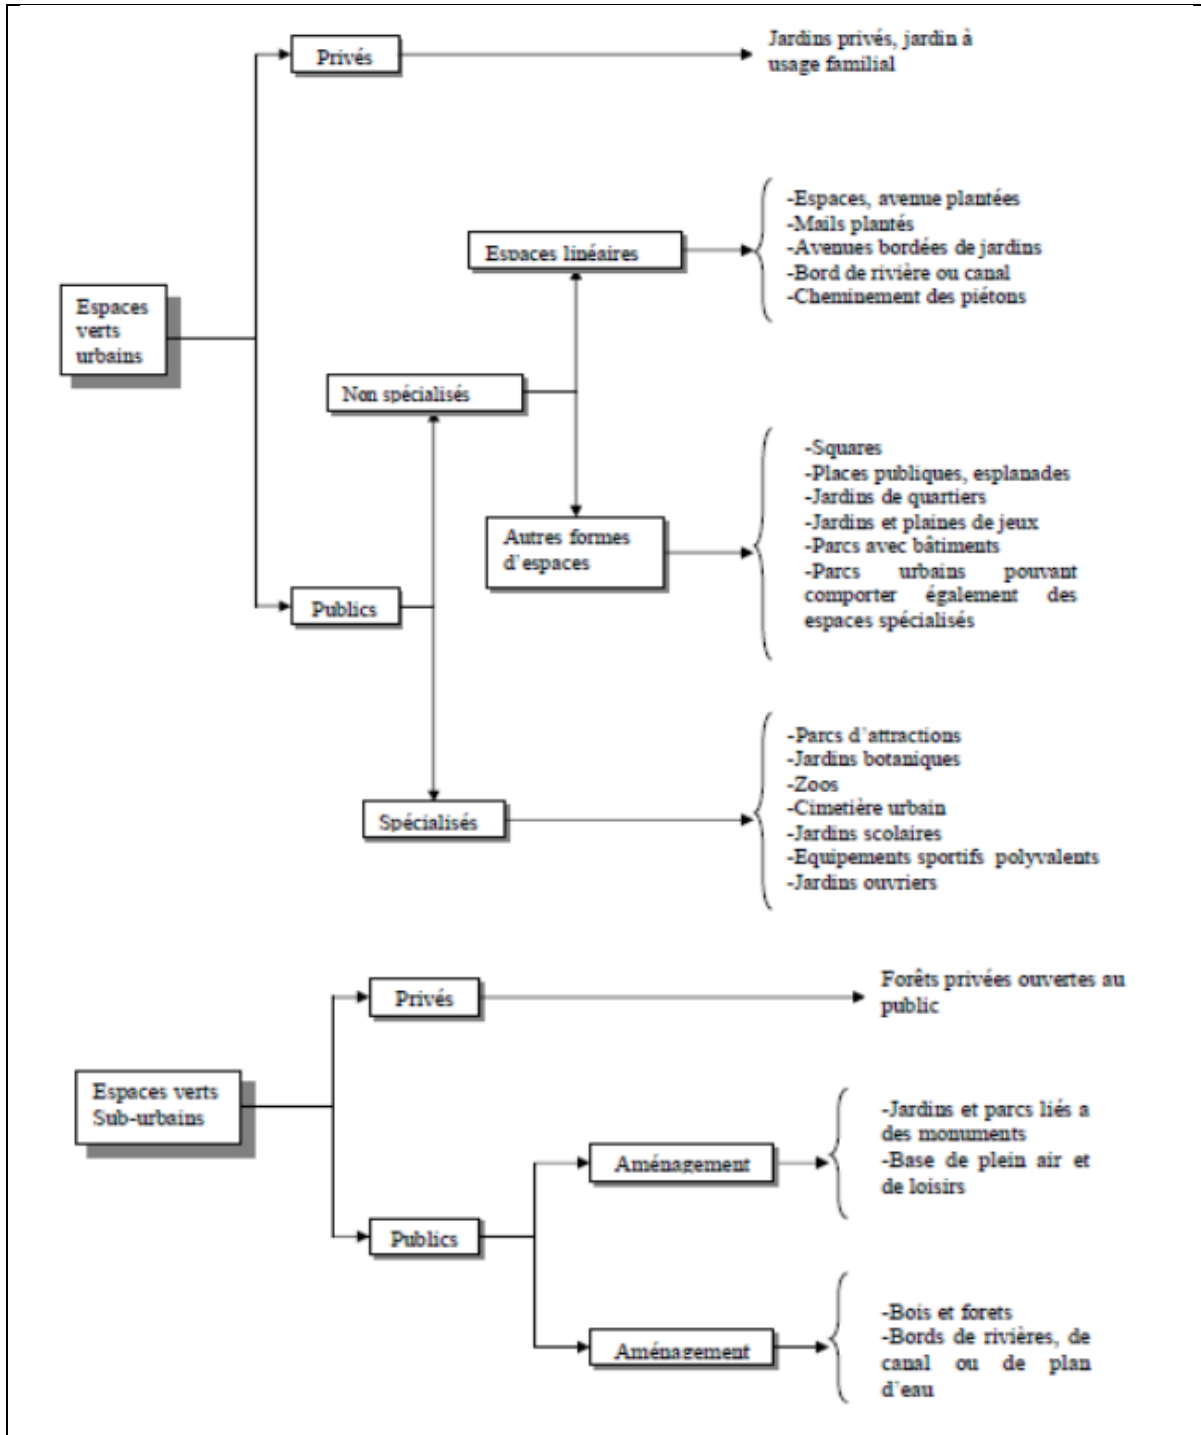 Privés
Jardins privés, jardin à
usage familial
Espaces linéaires
-Espaces, avenue plantées
-Mails plantés
-Avenues bordées de jardins
-Bord de rivière ou canal
-Cheminement des piétons
Espaces
verts
urbains
Non spécialisés
Autres formes
d'espaces
-Squares
-Places publiques, esplanades
-Jardins de quartiers
-Jardins et plaines de jeux
-Parcs avec bâtiments
-Parcs urbains pouvant
comporter également des
espaces spécialisés
Publics
Spécialisés
-Parcs d'attractions
-Jardins botaniques
-Zoos
-Cimetière urbain
-Jardins scolaires
-Equipements sportifs polyvalents
-Jardins ouvriers
Privés
Forêts privées ouvertes au
public
Espaces verts
Sub-urbains
Aménagement
-Jardins et parcs liés a
des monuments
-Base de plein air et
de loisirs
Publics
Aménagement
-Bois et forets
-Bords de rivières, de
canal ou de plan
d'eau